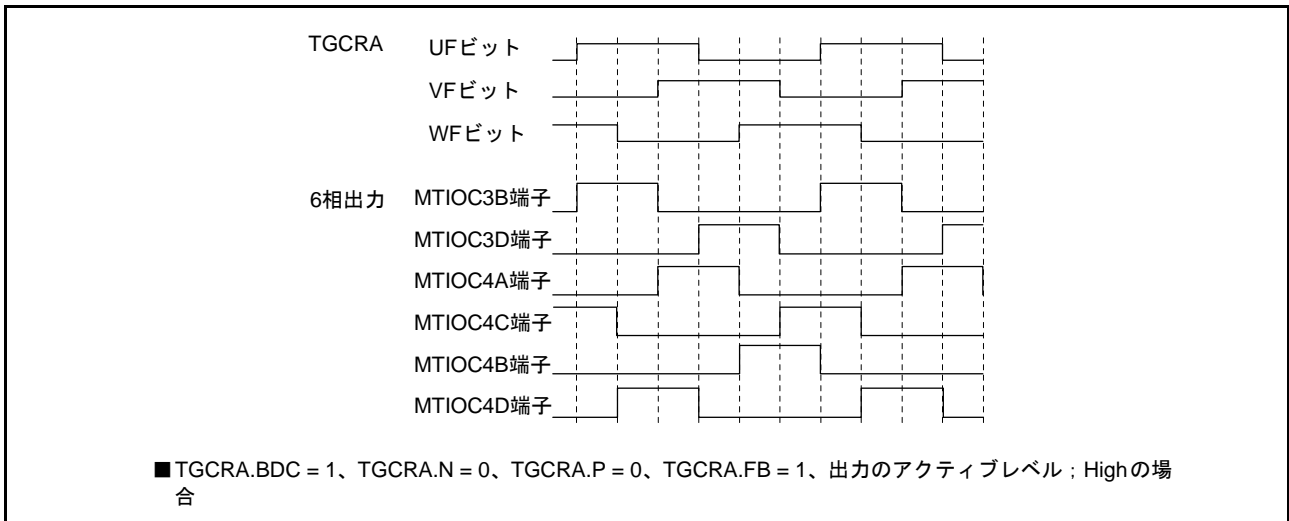 TGCRA UFビット
VFビット
WFビット
6相出力 MTIOC3B端子
MTIOC3D端子
MTIOC4A端子
MTIOC4C端子
MTIOC4B端子
MTIOC4D端子
■TGCRA.BDC = 1、TGCRA.N = 0、TGCRA.P = 0、TGCRA.FB = 1、出力のアクティブレベル;Highの場
合